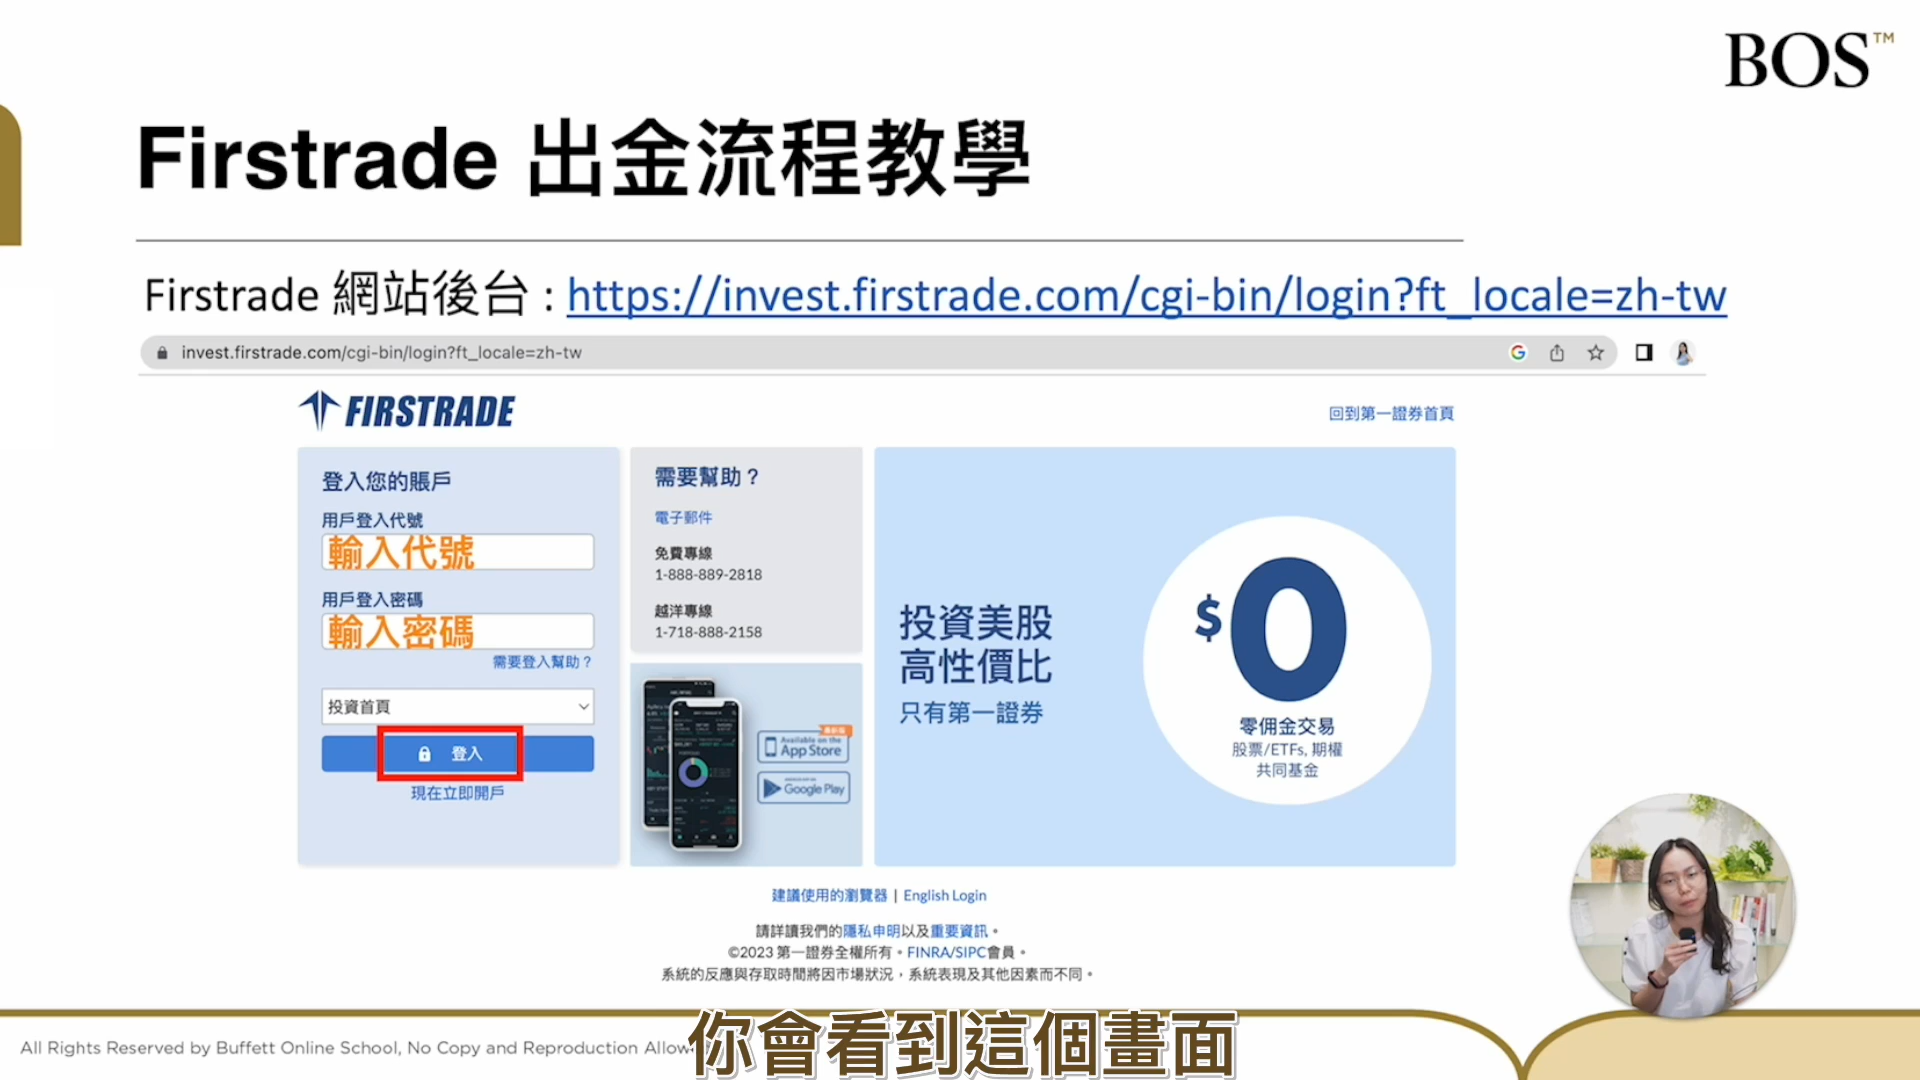 BOS™
Firstrade 出金流程教學
Firstrade 網站後台 : https://invest.firstrade.com/cgi-bin/login?ft_locale=zh-tw
invest.firstrade.com/cgi-bin/login?ft_locale=zh-tw
FIRSTRADE
回到第一證券首頁
登入您的賬戶
用戶登入代號
輸入代號
用戶登入密碼
輸入密碼
需要登入幫助？
投資首頁
登入
現在立即開戶
需要幫助？
電子郵件
免費專線
1-888-889-2818
越洋專線
1-718-888-2158
Available on the
App Store
Google Play
投資美股
高性價比
只有第一證券
$0
零佣金交易
股票/ETFs, 期權
共同基金
建議使用的瀏覽器 | English Login
請詳讀我們的隱私申明以及重要資訊。
©2023 第一證券全權所有。FINRA/SIPC會員。
系統的反應與存取時間將因市場狀況，系統表現及其他因素而不同。
你會看到這個畫面
All Rights Reserved by Buffett Online School, No Copy and Reproduction Allow